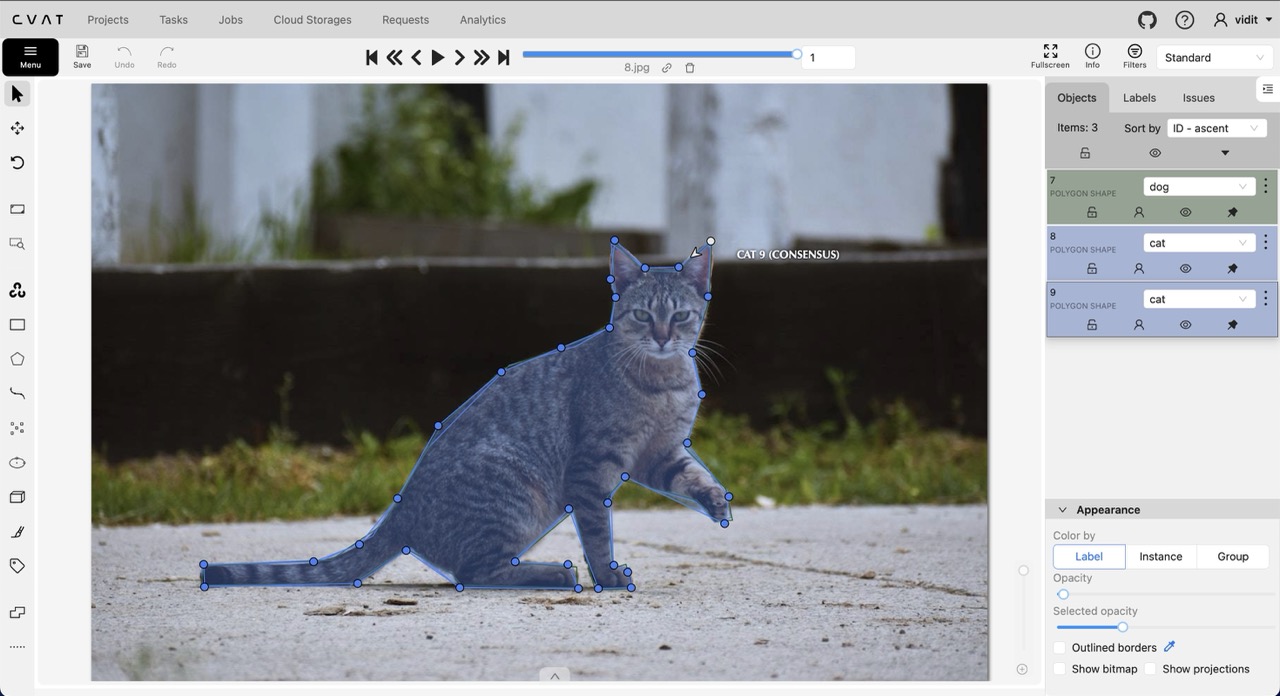 CVAT Projects Tasks Jobs Cloud Storages Requests Analytics vidit
Menu Save Undo Redo 1 Fullscreen Info Filters Standard
8.jpg
Objects Labels Issues
Items: 3 Sort by ID - ascent
7
POLYGON SHAPE dog
8
POLYGON SHAPE cat
9
POLYGON SHAPE cat
CAT 9 (CONSENSUS)
Appearance
Color by
Label Instance Group
Opacity
Selected opacity
Outlined borders
Show bitmap Show projections